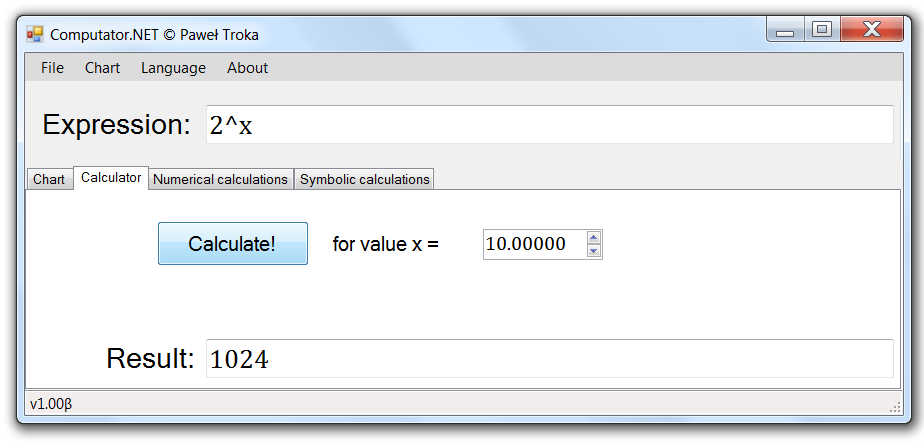 Computator.NET © Paweł Troka
File Chart Language About
Expression: 2^x
Chart Calculator Numerical calculations Symbolic calculations
Calculate! for value x = 10.00000
Result: 1024
v1.00β